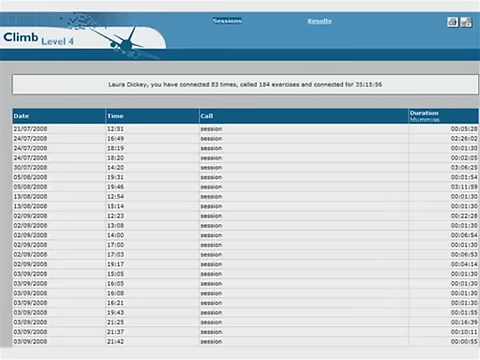 Sessions Results
Climb Level 4
Laura Dickey, you have connected 83 times, called 184 exercises and connected for 35:15:56
Date Time Call Duration
hh:mm:ss
21/07/2008 12:51 session 00:05:28
24/07/2008 16:49 session 02:26:02
24/07/2008 18:19 session 00:01:30
24/07/2008 18:20 session 00:02:05
30/07/2008 14:20 session 03:06:25
05/08/2008 19:31 session 00:01:54
05/08/2008 19:46 session 03:11:59
13/08/2008 12:54 session 00:01:30
13/08/2008 15:14 session 00:01:30
02/09/2008 12:23 session 00:22:28
02/09/2008 13:08 session 00:01:30
02/09/2008 14:00 session 00:06:54
02/09/2008 17:00 session 00:01:30
02/09/2008 17:03 session 00:06:53
02/09/2008 19:17 session 00:04:14
03/09/2008 15:05 session 00:01:30
03/09/2008 16:05 session 00:01:30
03/09/2008 16:08 session 00:01:30
03/09/2008 16:21 session 00:01:30
03/09/2008 19:43 session 00:01:55
03/09/2008 21:25 session 00:16:39
03/09/2008 21:37 session 00:10:11
03/09/2008 21:42 session 00:00:55